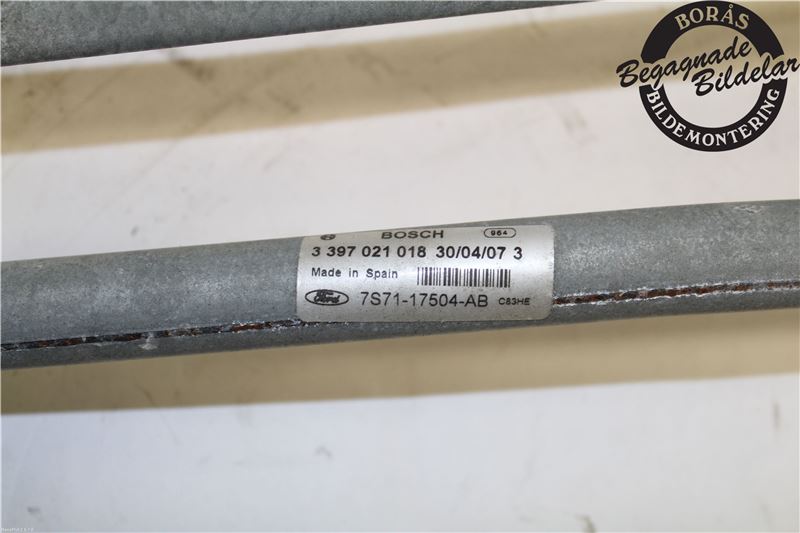 BORÅS
Begagnade
Bildelar
BILDEMONTERING
BOSCH 964
3 397 021 018 30/04/07 3
Made in Spain
Ford 7S71-17504-AB C83HE